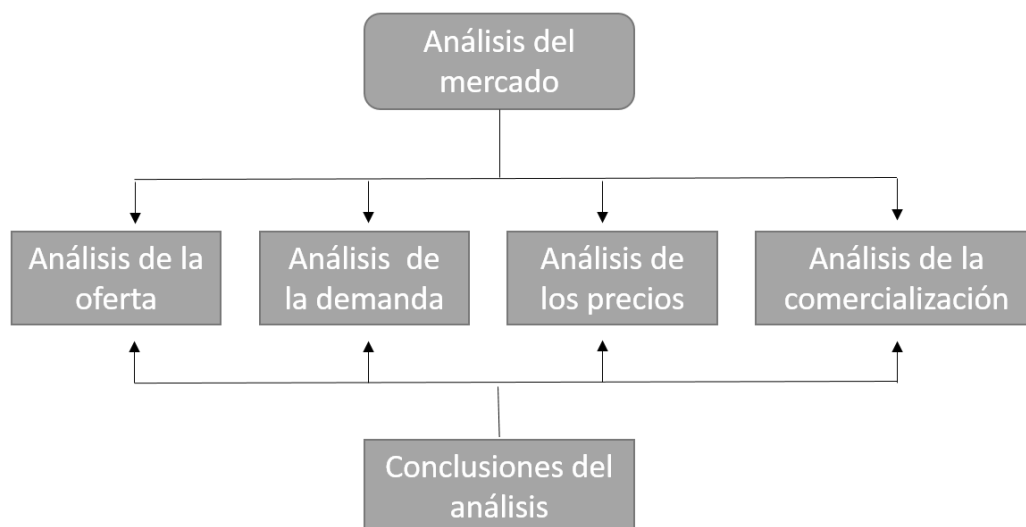 Análisis del
mercado
Análisis de la
oferta
Análisis de
la demanda
Análisis de
los precios
Análisis de la
comercialización
Conclusiones del
análisis